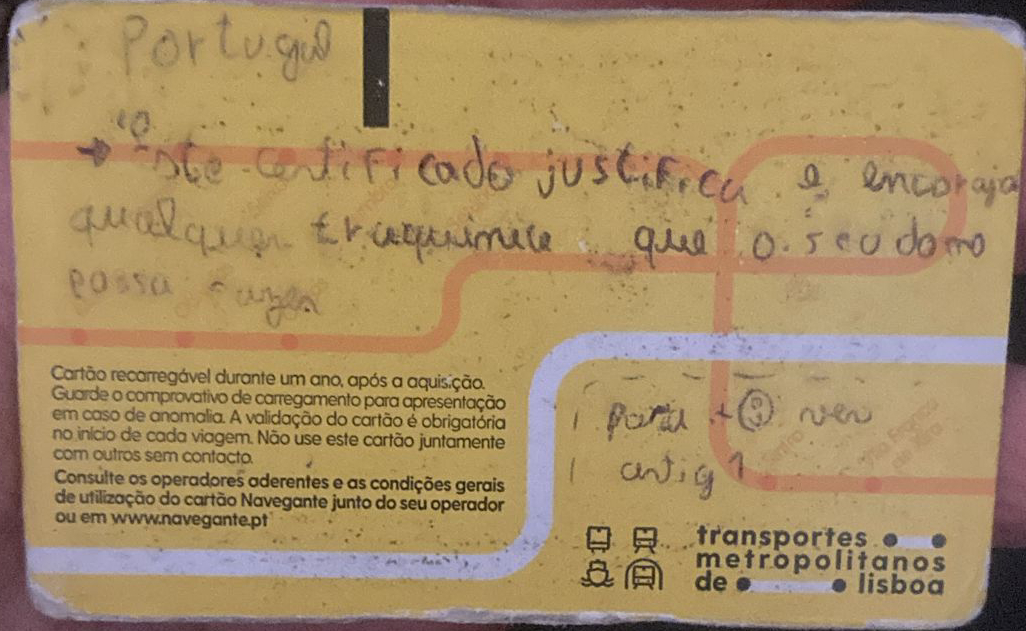 Portugal
"O
→ Este certificado justifica e encoraja
qualquer traquinice que o seu dono
possa fazer
Cartão recarregável durante um ano, após a aquisição.
Guarde o comprovativo de carregamento para apresentação
em caso de anomalia. A validação do cartão é obrigatória
no início de cada viagem. Não use este cartão juntamente
com outros sem contacto.
Consulte os operadores aderentes e as condições gerais
de utilização do cartão Navegante junto do seu operador
ou em www.navegante.pt
para + ver
artig 1
transportes
metropolitanos
de lisboa